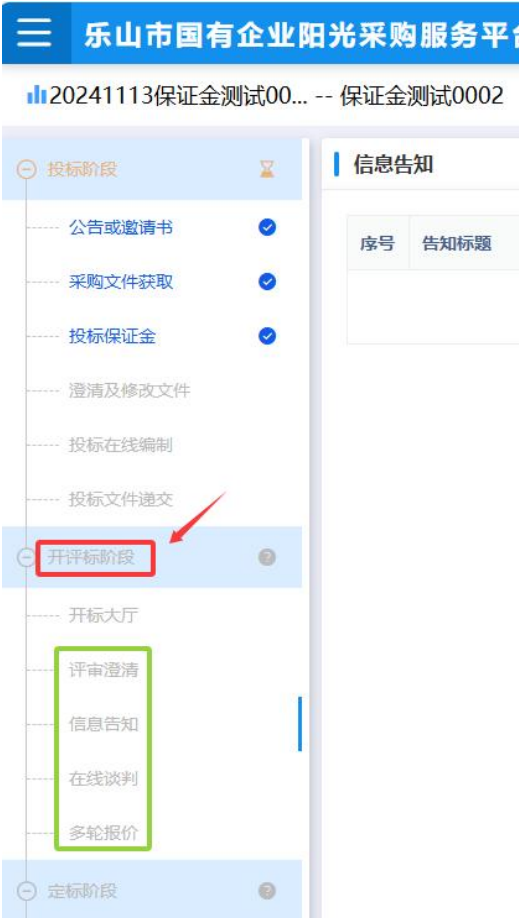 乐山市国有企业阳光采购服务平
20241113保证金测试00... -- 保证金测试0002
投标阶段
公告或邀请书
采购文件获取
投标保证金
澄清及修改文件
投标在线编制
投标文件递交
开评标阶段
开标大厅
评审澄清
信息告知
在线谈判
多轮报价
定标阶段
信息告知
序号 告知标题